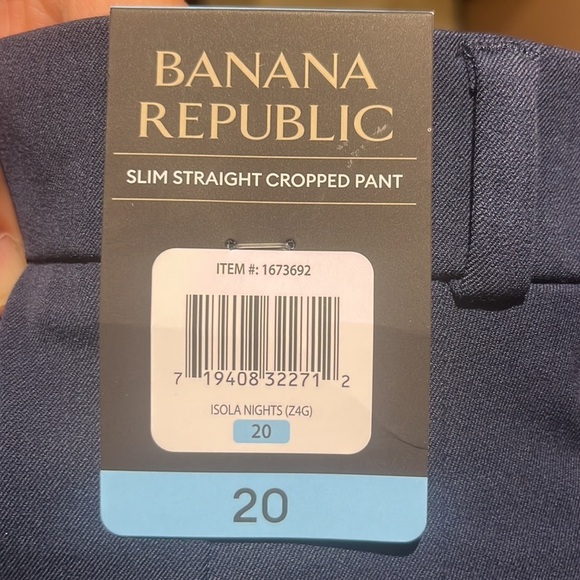 BANANA
REPUBLIC
SLIM STRAIGHT CROPPED PANT
ITEM #: 1673692
7 19408 32271 2
ISOLA NIGHTS (Z4G)
20
20